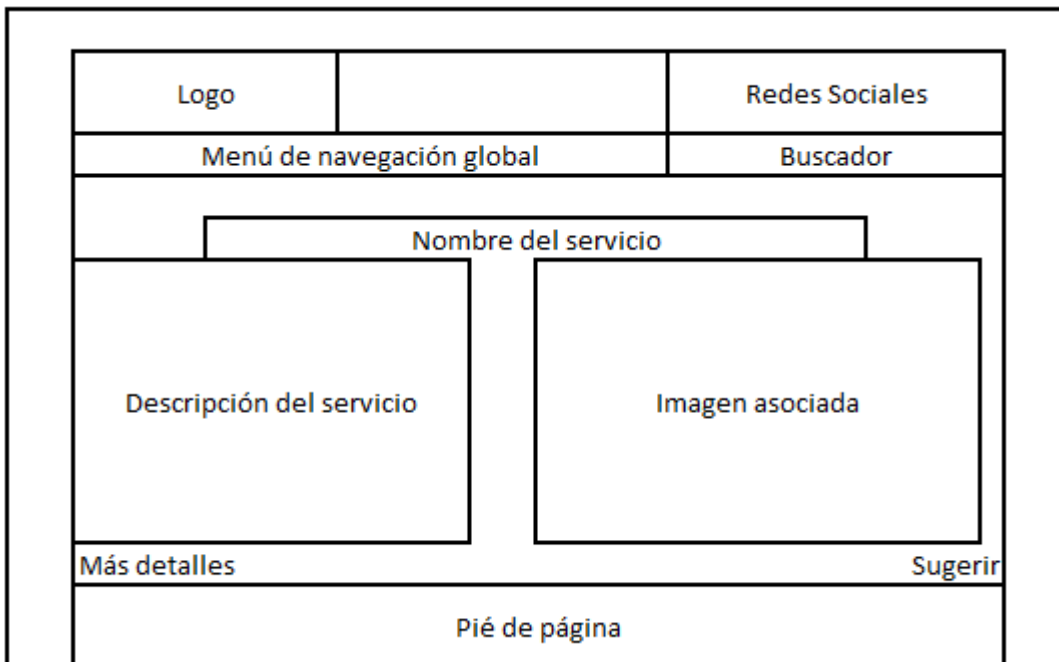 Logo
Redes Sociales
Menú de navegación global
Buscador
Nombre del servicio
Descripción del servicio
Imagen asociada
Más detalles
Sugerir
Pié de página